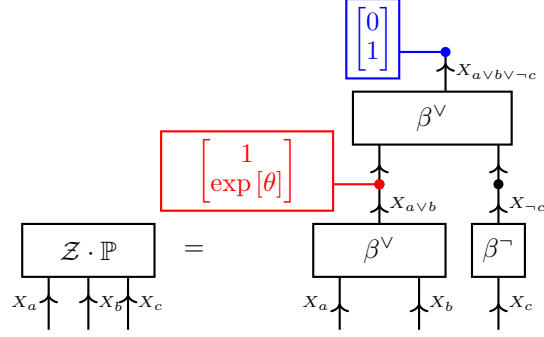 [0
1]
X_{a∨b∨¬c}
β^∨
[1
exp [θ]]
X_{a∨b}
X_{¬c}
𝒵 · ℙ
=
β^∨
β^¬
X_a X_b X_c
X_a X_b X_c